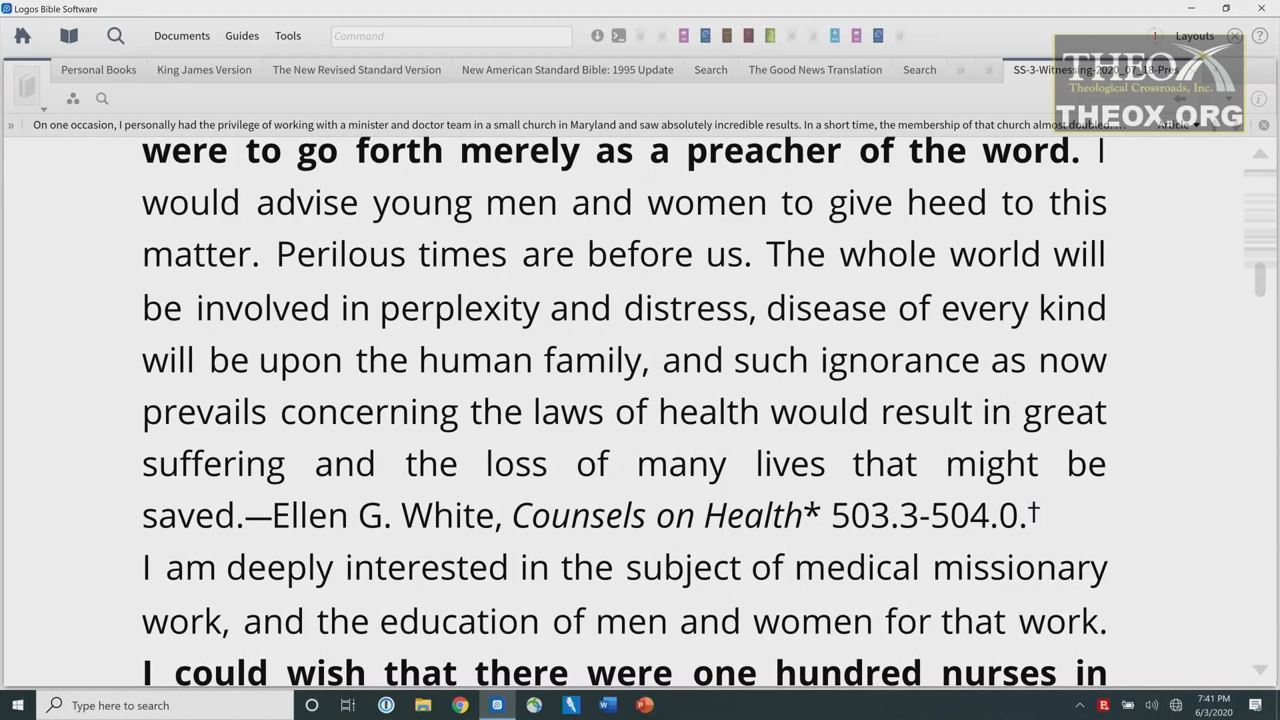 Logos Bible Software
Documents Guides Tools Command 1 Layouts
Personal Books King James Version The New Revised Standard New American Standard Bible: 1995 Update Search The Good News Translation Search SS-3-Witnessing-2020_07_18-Pres
THEOX
Theological Crossroads, Inc.
THEOX.ORG
» On one occasion, I personally had the privilege of working with a minister and doctor team in a small church in Maryland and saw absolutely incredible results. In a short time, the membership of that church almost doubled. … Article
were to go forth merely as a preacher of the word. I
would advise young men and women to give heed to this
matter. Perilous times are before us. The whole world will
be involved in perplexity and distress, disease of every kind
will be upon the human family, and such ignorance as now
prevails concerning the laws of health would result in great
suffering and the loss of many lives that might be
saved.—Ellen G. White, Counsels on Health* 503.3-504.0.†
I am deeply interested in the subject of medical missionary
work, and the education of men and women for that work.
I could wish that there were one hundred nurses in
Type here to search
7:41 PM
6/3/2020